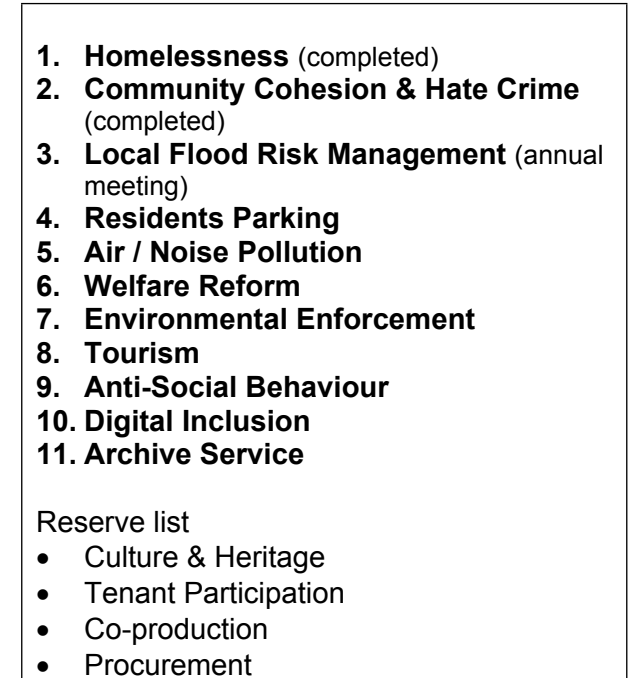 1. Homelessness (completed)
2. Community Cohesion & Hate Crime
(completed)
3. Local Flood Risk Management (annual
meeting)
4. Residents Parking
5. Air / Noise Pollution
6. Welfare Reform
7. Environmental Enforcement
8. Tourism
9. Anti-Social Behaviour
10. Digital Inclusion
11. Archive Service
Reserve list
• Culture & Heritage
• Tenant Participation
• Co-production
• Procurement